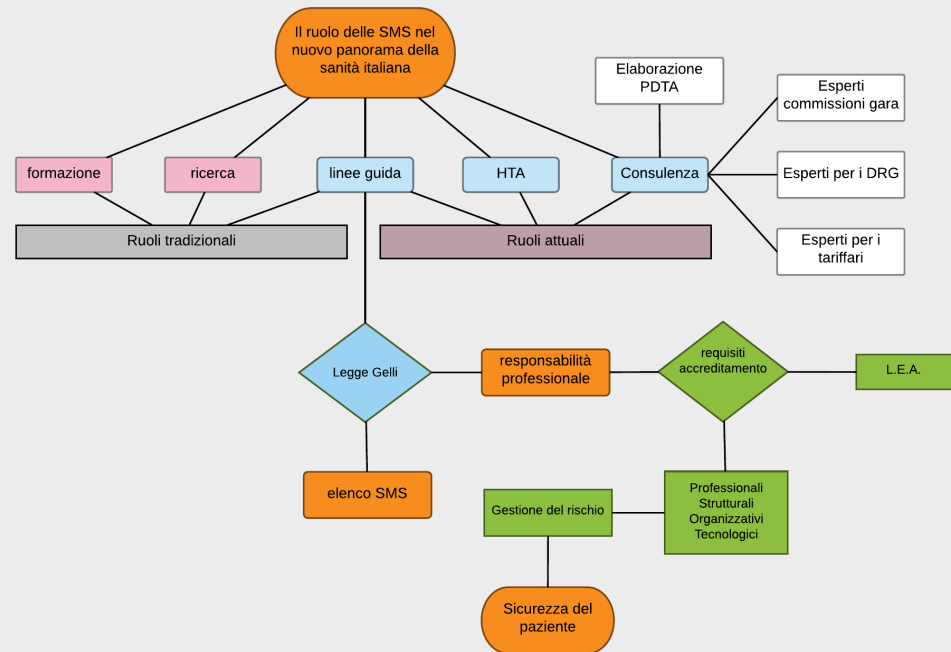 Il ruolo delle SMS nel
nuovo panorama della
sanità italiana
Elaborazione
PDTA
Esperti
commissioni gara
formazione
ricerca
linee guida
HTA
Consulenza
Esperti per i DRG
Ruoli tradizionali
Ruoli attuali
Esperti per i
tariffari
Legge Gelli
responsabilità
professionale
requisiti
accreditamento
L.E.A.
elenco SMS
Gestione del rischio
Professionali
Strutturali
Organizzativi
Tecnologici
Sicurezza del
paziente